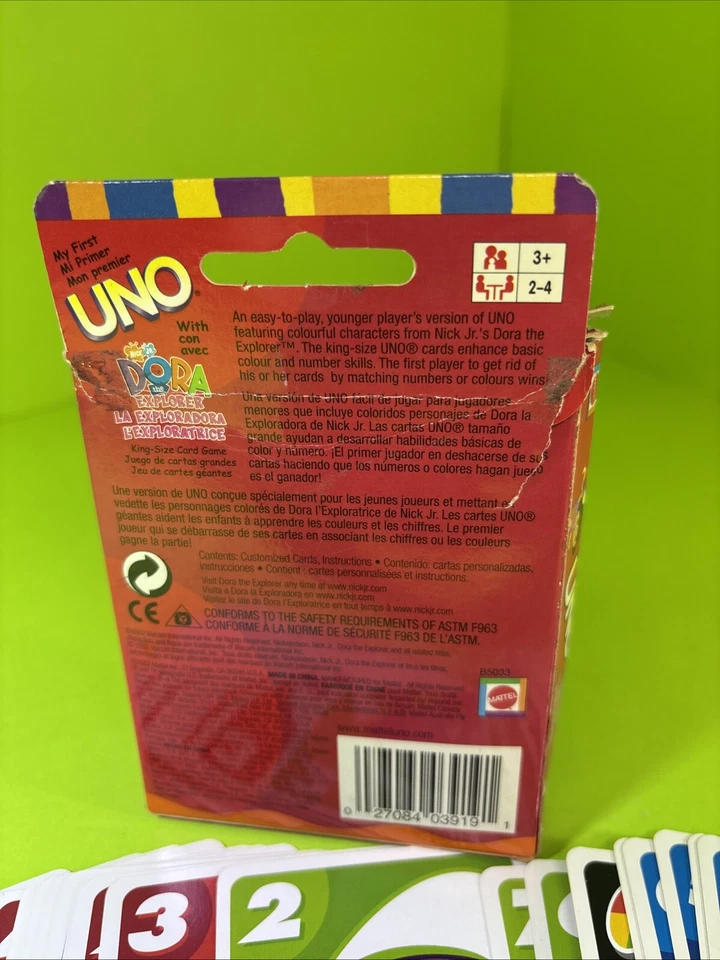 My First
Mi Primer
Mon premier
UNO®
With
con
avec
Nick Jr.
DORA
the
EXPLORER
LA EXPLORADORA
L'EXPLORATRICE
King-Size Card Game
Juego de cartas grandes
Jeu de cartes géantes
3+
2-4
An easy-to-play, younger player's version of UNO
featuring colourful characters from Nick Jr.'s Dora the
Explorer™. The king-size UNO® cards enhance basic
colour and number skills. The first player to get rid of
his or her cards by matching numbers or colours wins!
Una versión de UNO fácil de jugar para jugadores
menores que incluye coloridos personajes de Dora la
Exploradora de Nick Jr. Las cartas UNO® tamaño
grande ayudan a desarrollar habilidades básicas de
color y número. ¡El primer jugador en deshacerse de sus
cartas haciendo que los números o colores hagan juego
es el ganador!
Une version de UNO conçue spécialement pour les jeunes joueurs et mettant en
vedette les personnages colorés de Dora l'Exploratrice de Nick Jr. Les cartes UNO®
géantes aident les enfants à apprendre les couleurs et les chiffres. Le premier
joueur qui se débarrasse de ses cartes en associant les chiffres ou les couleurs
gagne la partie!
Contents: Customized Cards, Instructions • Contenido: cartas personalizadas,
instrucciones • Contient : cartes personnalisées et instructions.
Visit Dora the Explorer any time at www.nickjr.com
Visita a Dora la Exploradora en www.nickjr.com
Visitez le site de Dora l'Exploratrice en tout temps à www.nickjr.com
CE
CONFORMS TO THE SAFETY REQUIREMENTS OF ASTM F963
CONFORME À LA NORME DE SÉCURITÉ F963 DE L'ASTM.
MADE IN CHINA.
FABRIQUÉ EN CHINE
B5033
MATTEL
www.matteluno.com
0 27084 03919 1
3
2